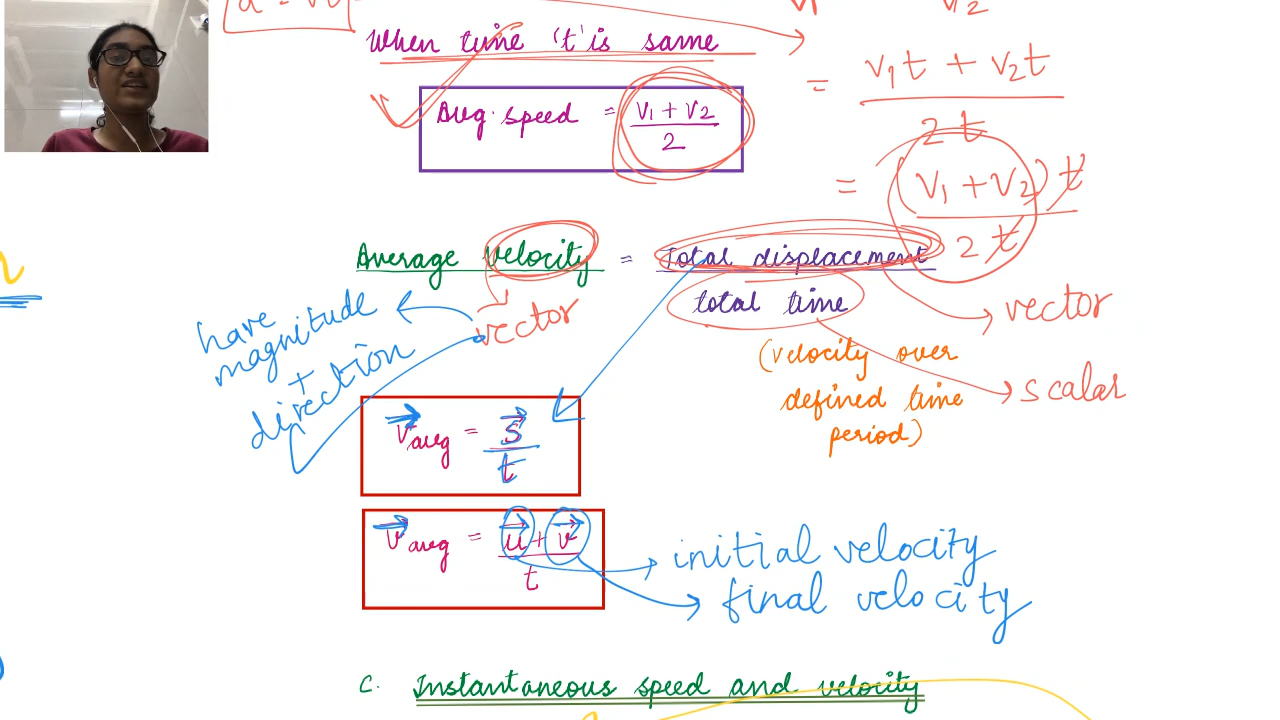 v₂
When time 't' is same
Avg. speed = v₁ + v₂ / 2
= v₁t + v₂t / 2t
= (v₁ + v₂) t / 2 t
Average velocity = Total displacement / total time
vector
have magnitude + direction
vector
scalar
(velocity over
defined time
period)
v⃗avg = s⃗ / t
v⃗avg = u⃗ + v⃗ / t
initial velocity
final velocity
C. Instantaneous speed and velocity